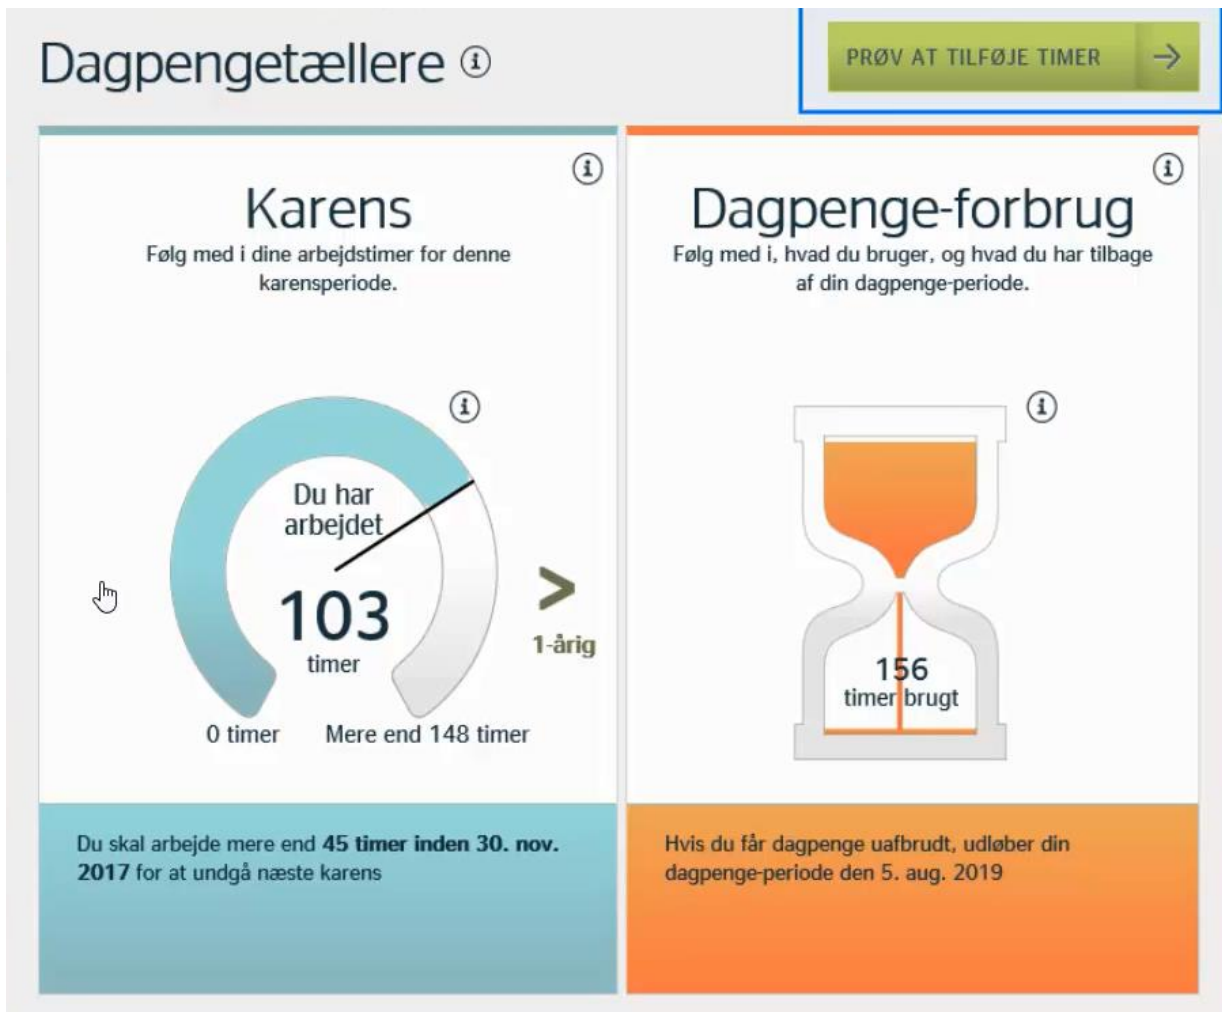 Dagpengetællere
PRØV AT TILFØJE TIMER
Karens
Følg med i dine arbejdstimer for denne
karensperiode.
Du har
arbejdet
103
timer
0 timer
Mere end 148 timer
>
1-årig
Du skal arbejde mere end 45 timer inden 30. nov.
2017 for at undgå næste karens
Dagpenge-forbrug
Følg med i, hvad du bruger, og hvad du har tilbage
af din dagpenge-periode.
156
timer brugt
Hvis du får dagpenge uafbrudt, udløber din
dagpenge-periode den 5. aug. 2019